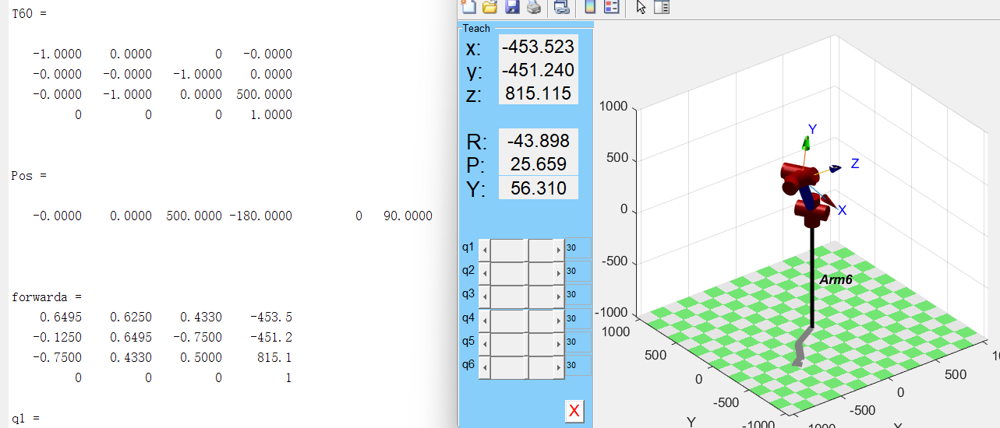 T60 =
-1.0000 0.0000 0 -0.0000
-0.0000 -0.0000 -1.0000 0.0000
-0.0000 -1.0000 0.0000 500.0000
0 0 0 1.0000
Pos =
-0.0000 0.0000 500.0000 -180.0000 0 90.0000
forwarda =
0.6495 0.6250 0.4330 -453.5
-0.1250 0.6495 -0.7500 -451.2
-0.7500 0.4330 0.5000 815.1
0 0 0 1
q1 =
Teach
x: -453.523
y: -451.240
z: 815.115
R: -43.898
P: 25.659
Y: 56.310
q1 30
q2 30
q3 30
q4 30
q5 30
q6 30
X
1000
500
0
-500
-1000
Y
Z
X
Arm6
1000
500
0
-500
-1000
Y
-1000
-500
0
500
X